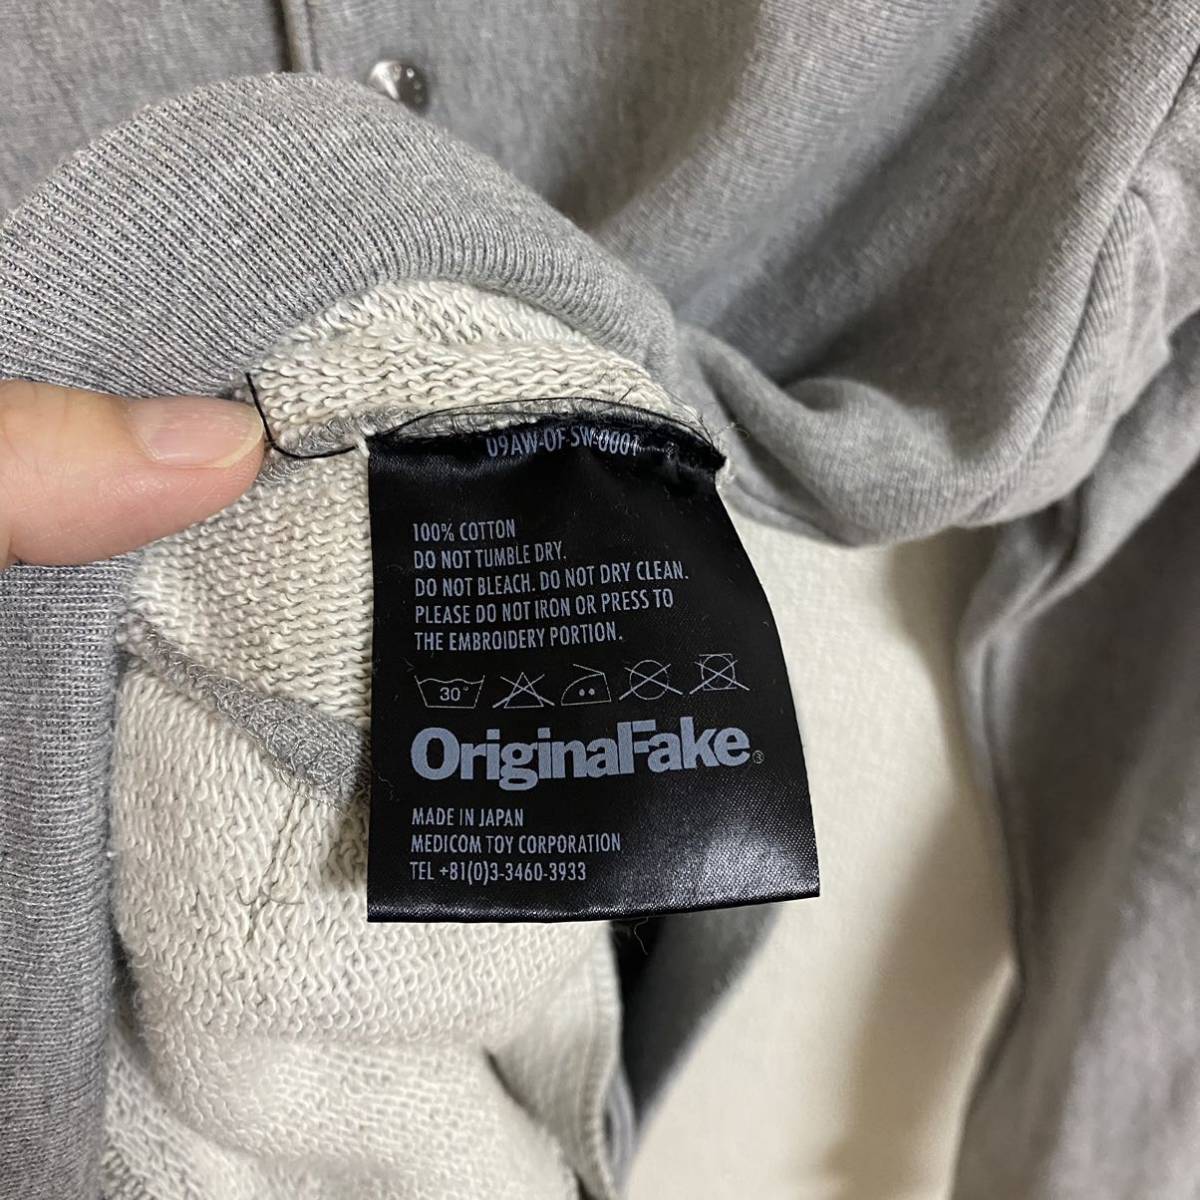 09AW-OF-SW-0001
100% COTTON
DO NOT TUMBLE DRY.
DO NOT BLEACH. DO NOT DRY CLEAN.
PLEASE DO NOT IRON OR PRESS TO
THE EMBROIDERY PORTION.
30°
OriginalFake
MADE IN JAPAN
MEDICOM TOY CORPORATION
TEL +81(0)3-3460-3933